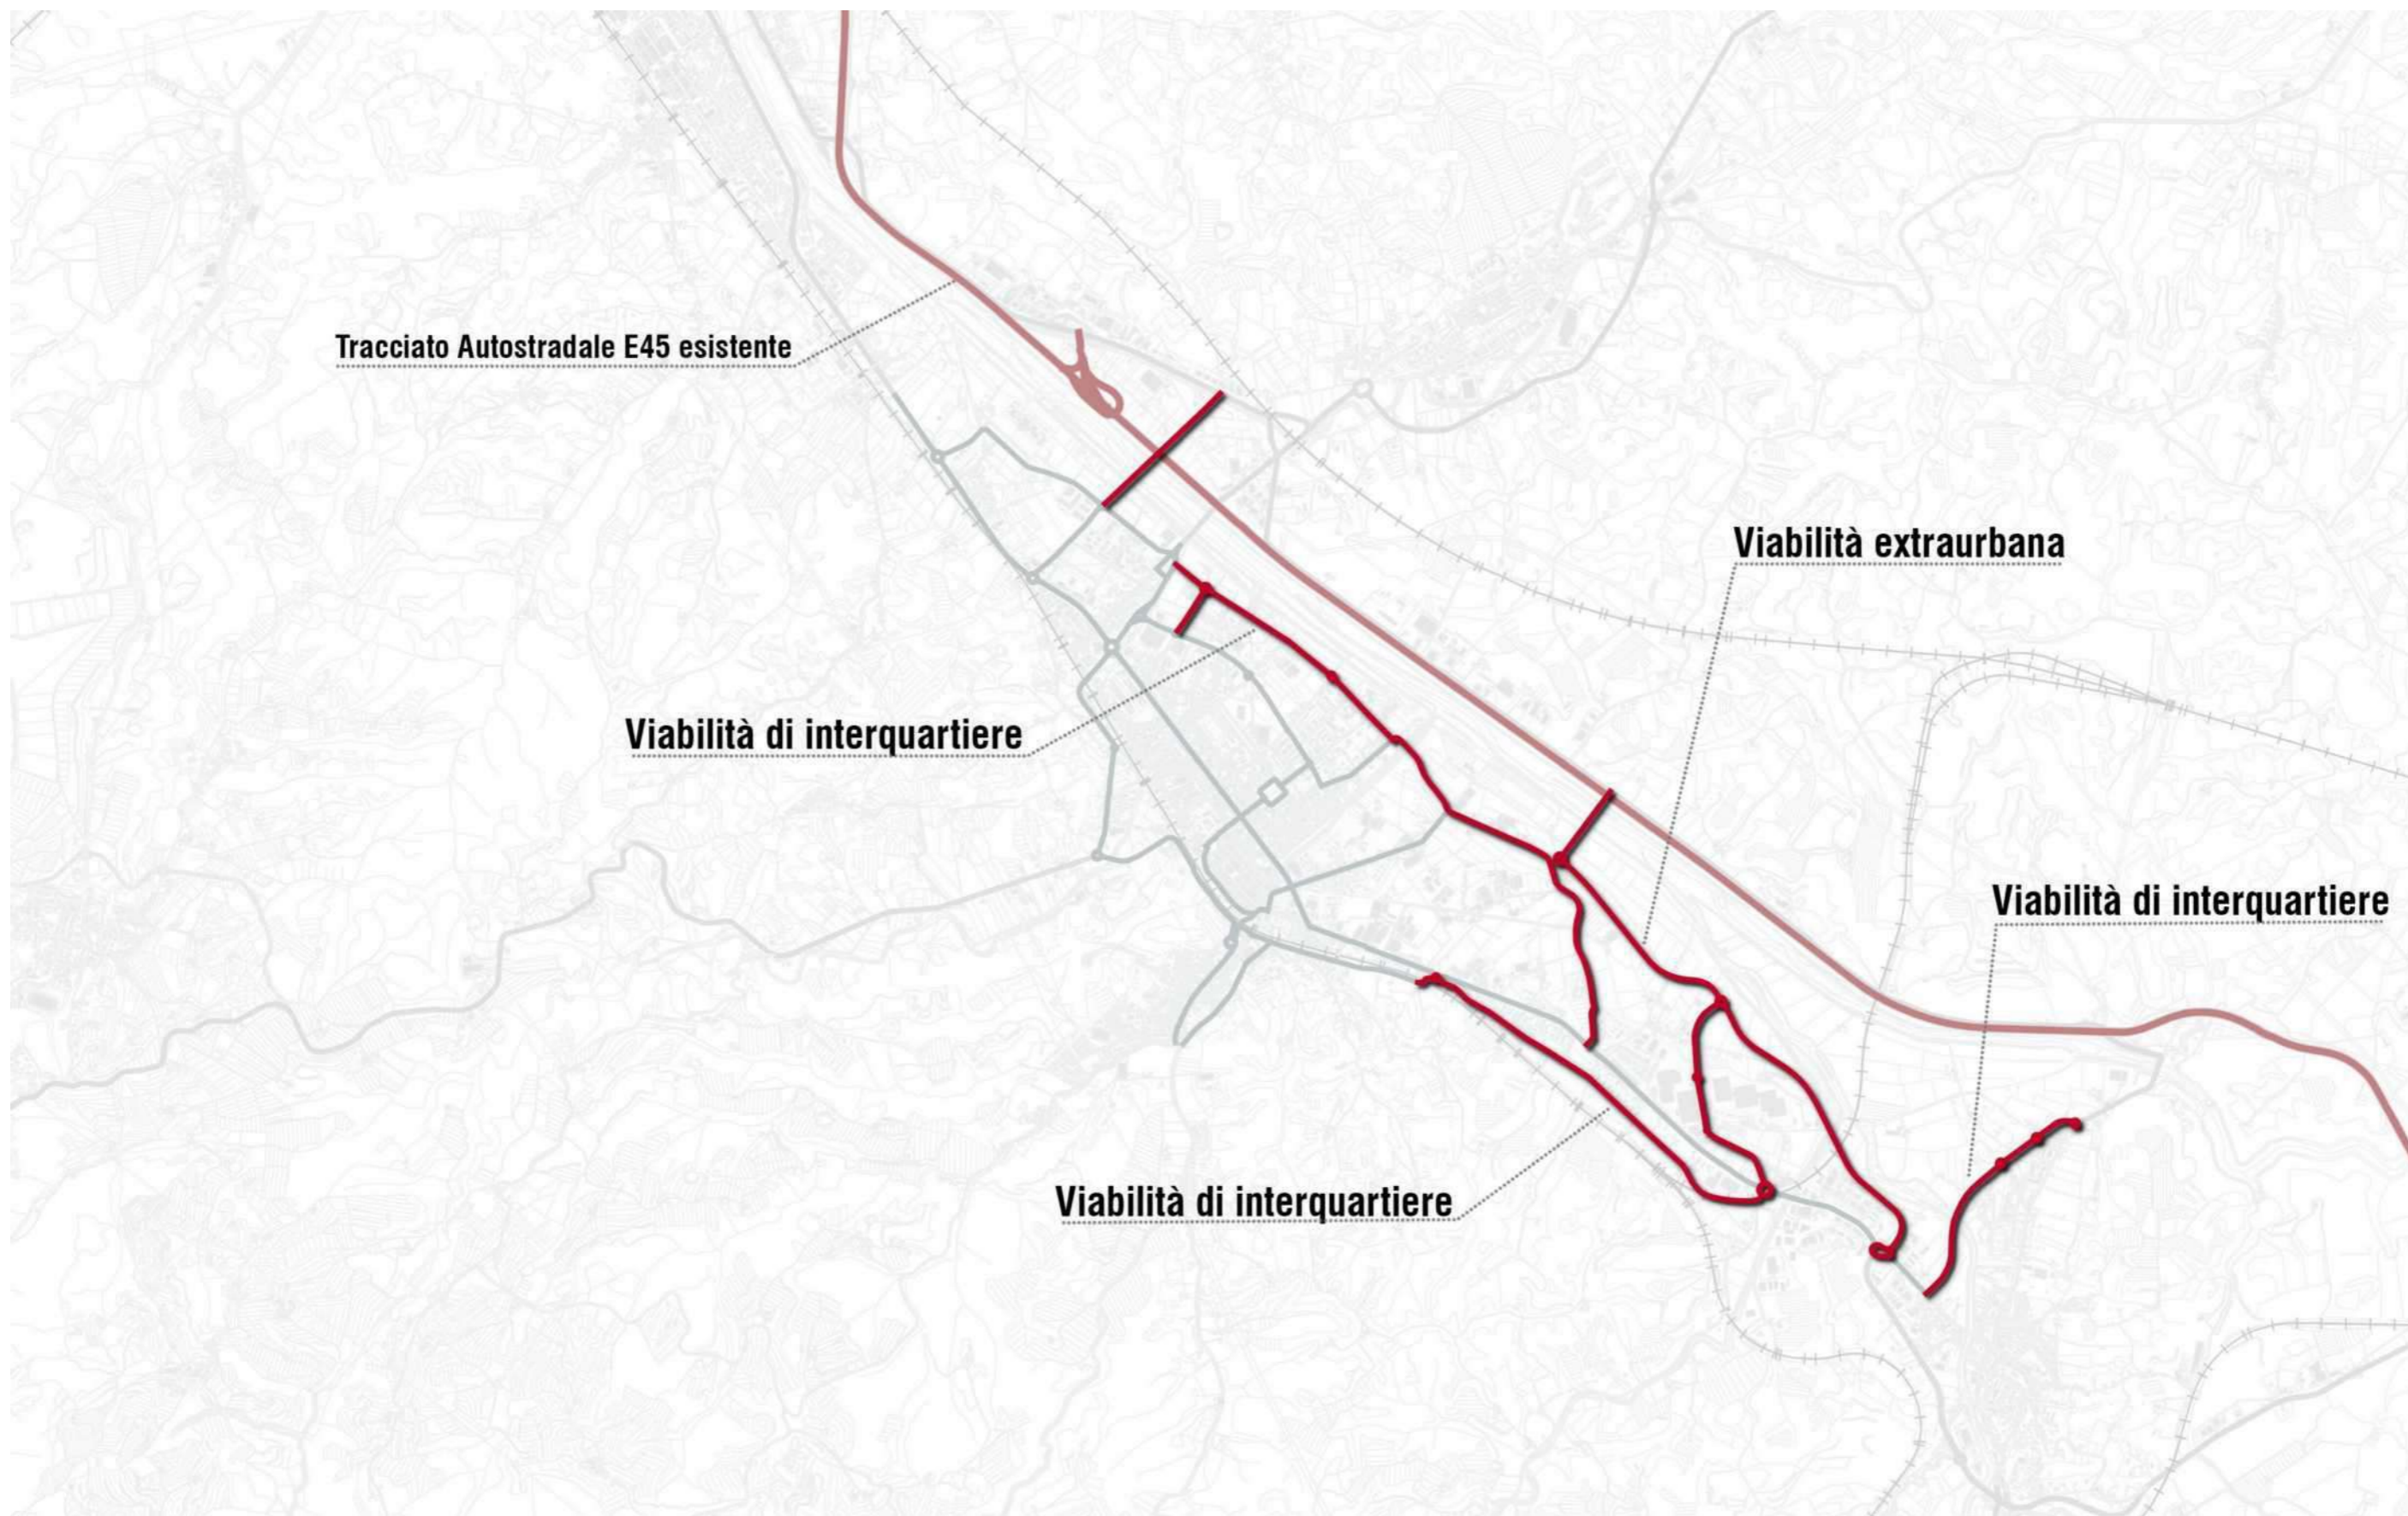 Tracciato Autostradale E45 esistente
Viabilità extraurbana
Viabilità di interquartiere
Viabilità di interquartiere
Viabilità di interquartiere